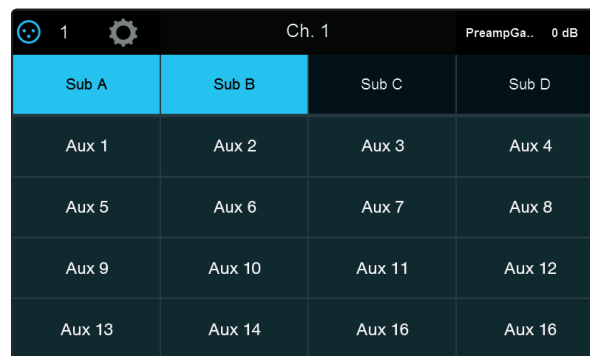 1 Ch. 1 PreampGa.. 0 dB
Sub A Sub B Sub C Sub D
Aux 1 Aux 2 Aux 3 Aux 4
Aux 5 Aux 6 Aux 7 Aux 8
Aux 9 Aux 10 Aux 11 Aux 12
Aux 13 Aux 14 Aux 16 Aux 16